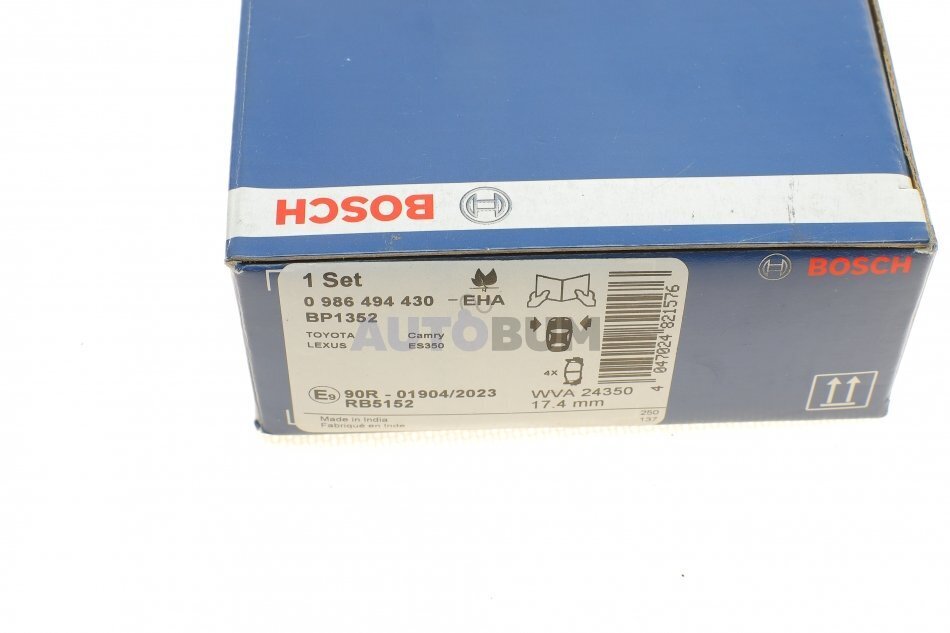 BOSCH
BOSCH
1 Set
0 986 494 430 - EHA
BP1352
TOYOTA Camry
LEXUS ES350
AUTOBUM
4X
E9 90R - 01904/2023
RB5152
WVA 24350
17.4 mm
Made in India
Fabriqué en Inde
250
137
4 047024 821576